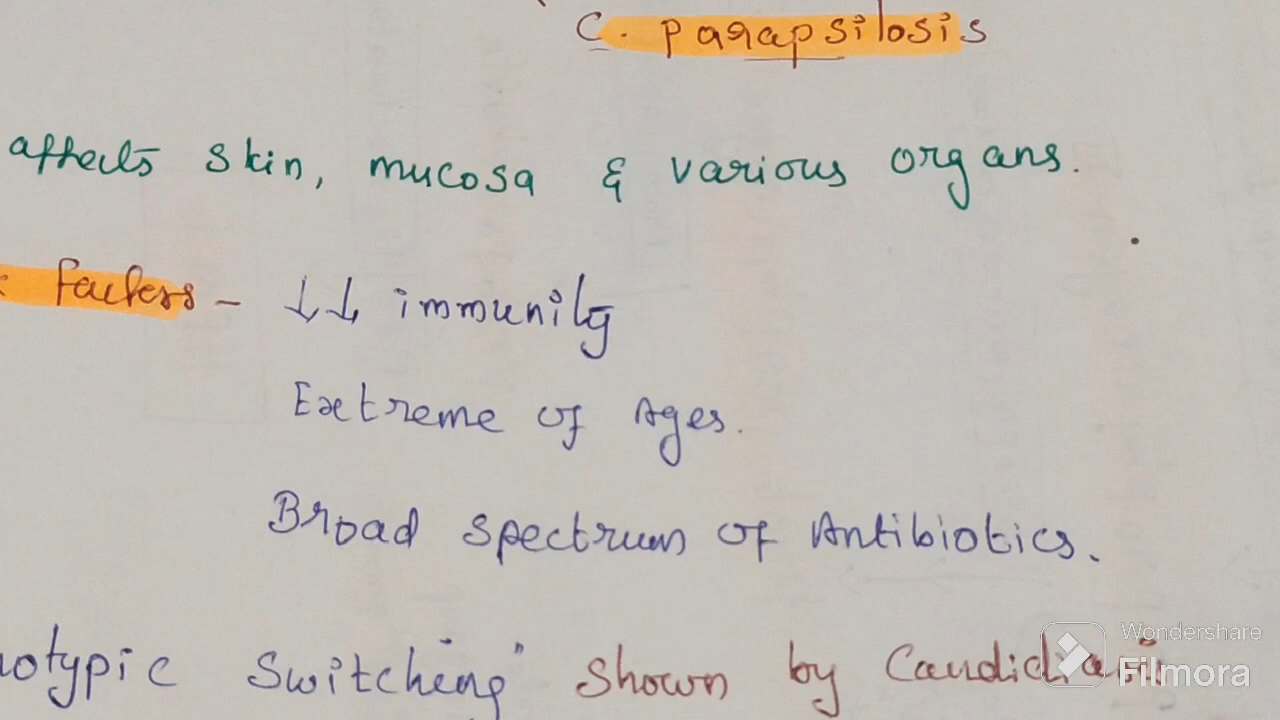 C. parapsilosis
affects skin, mucosa & various organs.
factors - ↓↓ immunity
Extreme of Ages.
Broad spectrum of Antibiotics.
otypic switching" shown by
Wondershare
Filmora